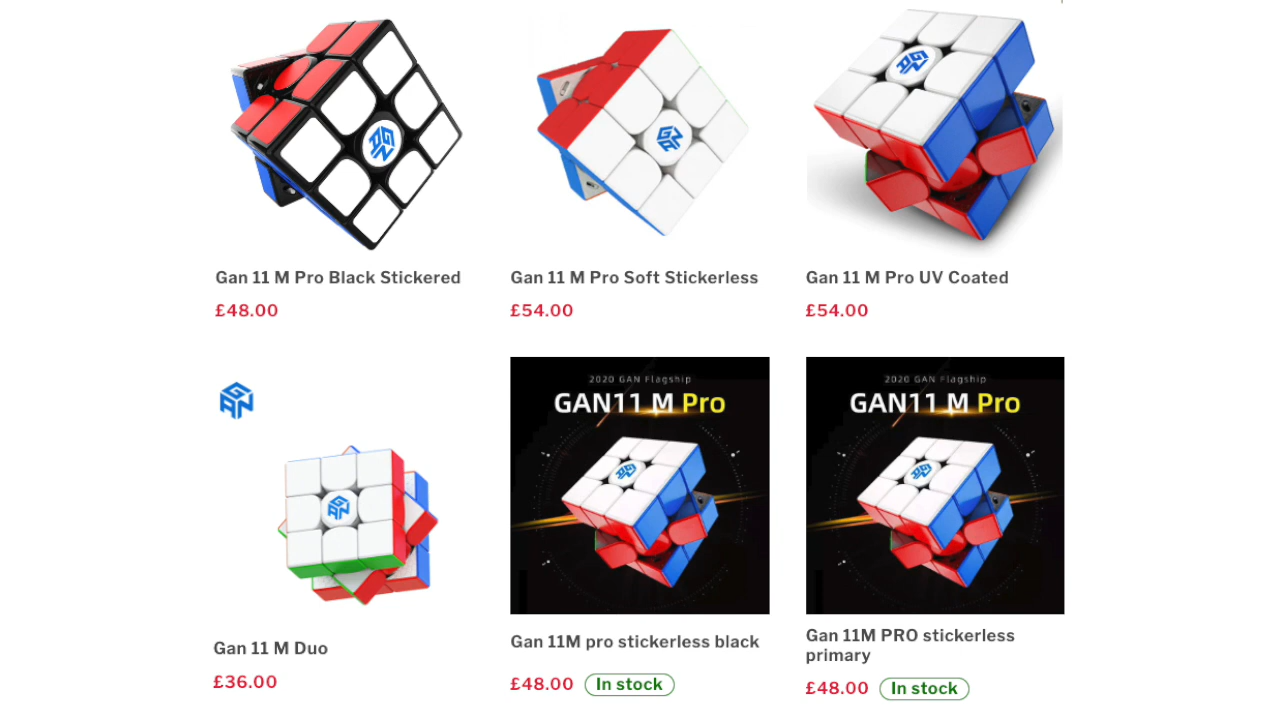 Gan 11 M Pro Black Stickered
£48.00
Gan 11 M Pro Soft Stickerless
£54.00
Gan 11 M Pro UV Coated
£54.00
GAN
Gan 11 M Duo
£36.00
2020 GAN Flagship
GAN11 M Pro
Gan 11M pro stickerless black
£48.00 In stock
2020 GAN Flagship
GAN11 M Pro
Gan 11M PRO stickerless
primary
£48.00 In stock